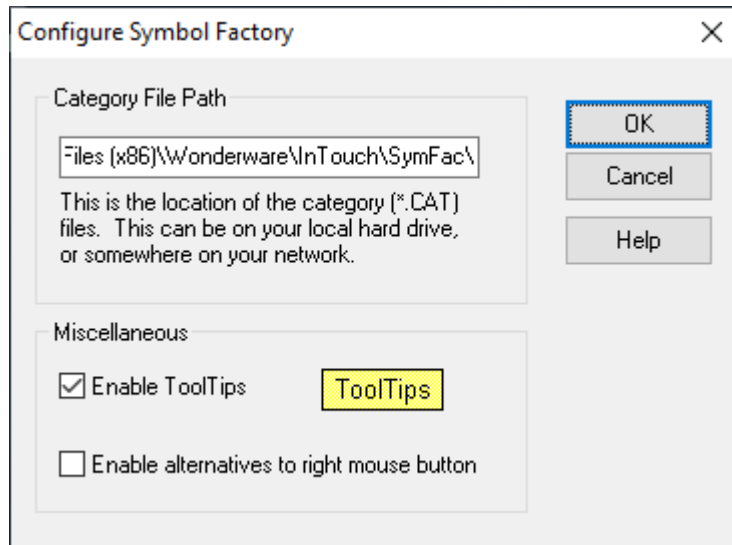 Configure Symbol Factory
Category File Path
Files (x86)\Wonderware\InTouch\SymFac\
This is the location of the category (*.CAT)
files.  This can be on your local hard drive,
or somewhere on your network.
OK
Cancel
Help
Miscellaneous
Enable ToolTips
ToolTips
Enable alternatives to right mouse button